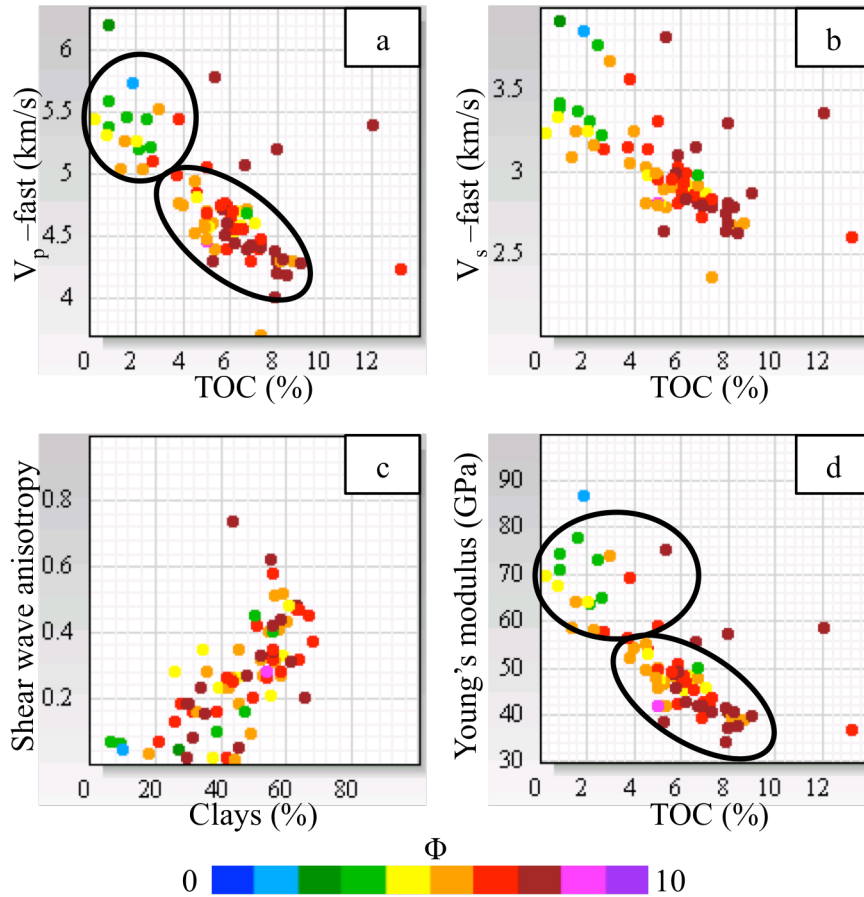 a
6
5.5
5
4.5
4
0 2 4 6 8 10 12
TOC (%)
Vp –fast (km/s)
b
3.5
3
2.5
0 2 4 6 8 10 12
TOC (%)
Vs –fast (km/s)
c
0.8
0.6
0.4
0.2
0 20 40 60 80
Clays (%)
Shear wave anisotropy
d
90
80
70
60
50
40
30
0 2 4 6 8 10 12
TOC (%)
Young's modulus (GPa)
Φ
0 10